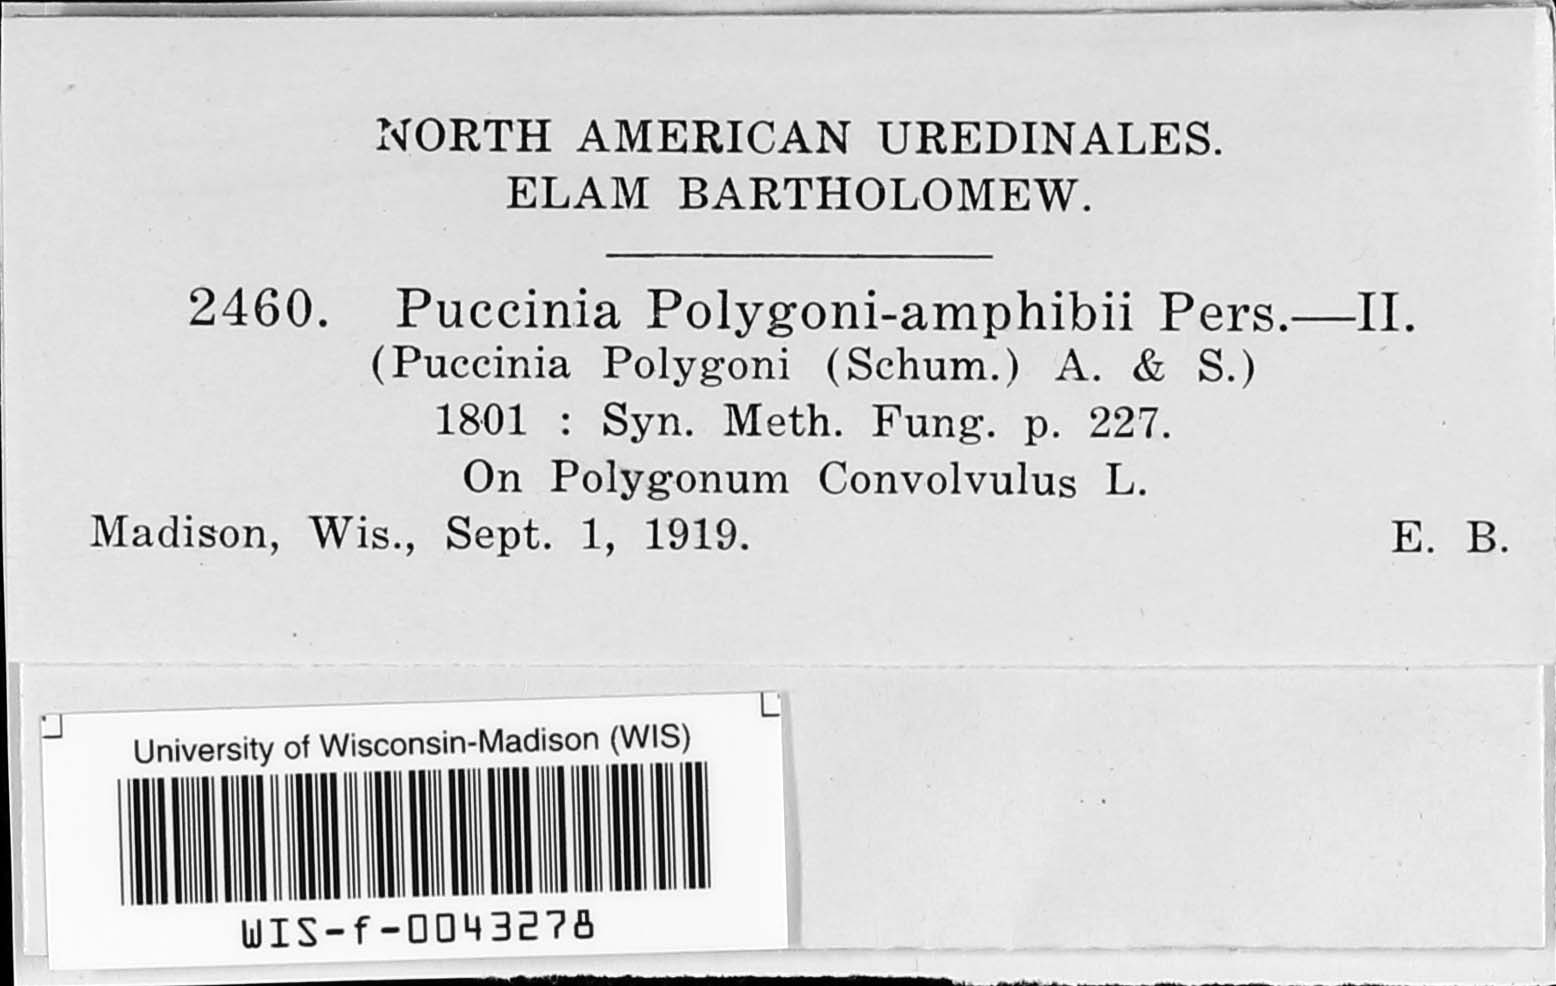 NORTH AMERICAN UREDINALES.
ELAM BARTHOLOMEW.
2460. Puccinia Polygoni-amphibii Pers.—II.
(Puccinia Polygoni (Schum.) A. & S.)
1801 : Syn. Meth. Fung. p. 227.
On Polygonum Convolvulus L.
Madison, Wis., Sept. 1, 1919. E. B.
University of Wisconsin-Madison (WIS)
WIS-f-0043278